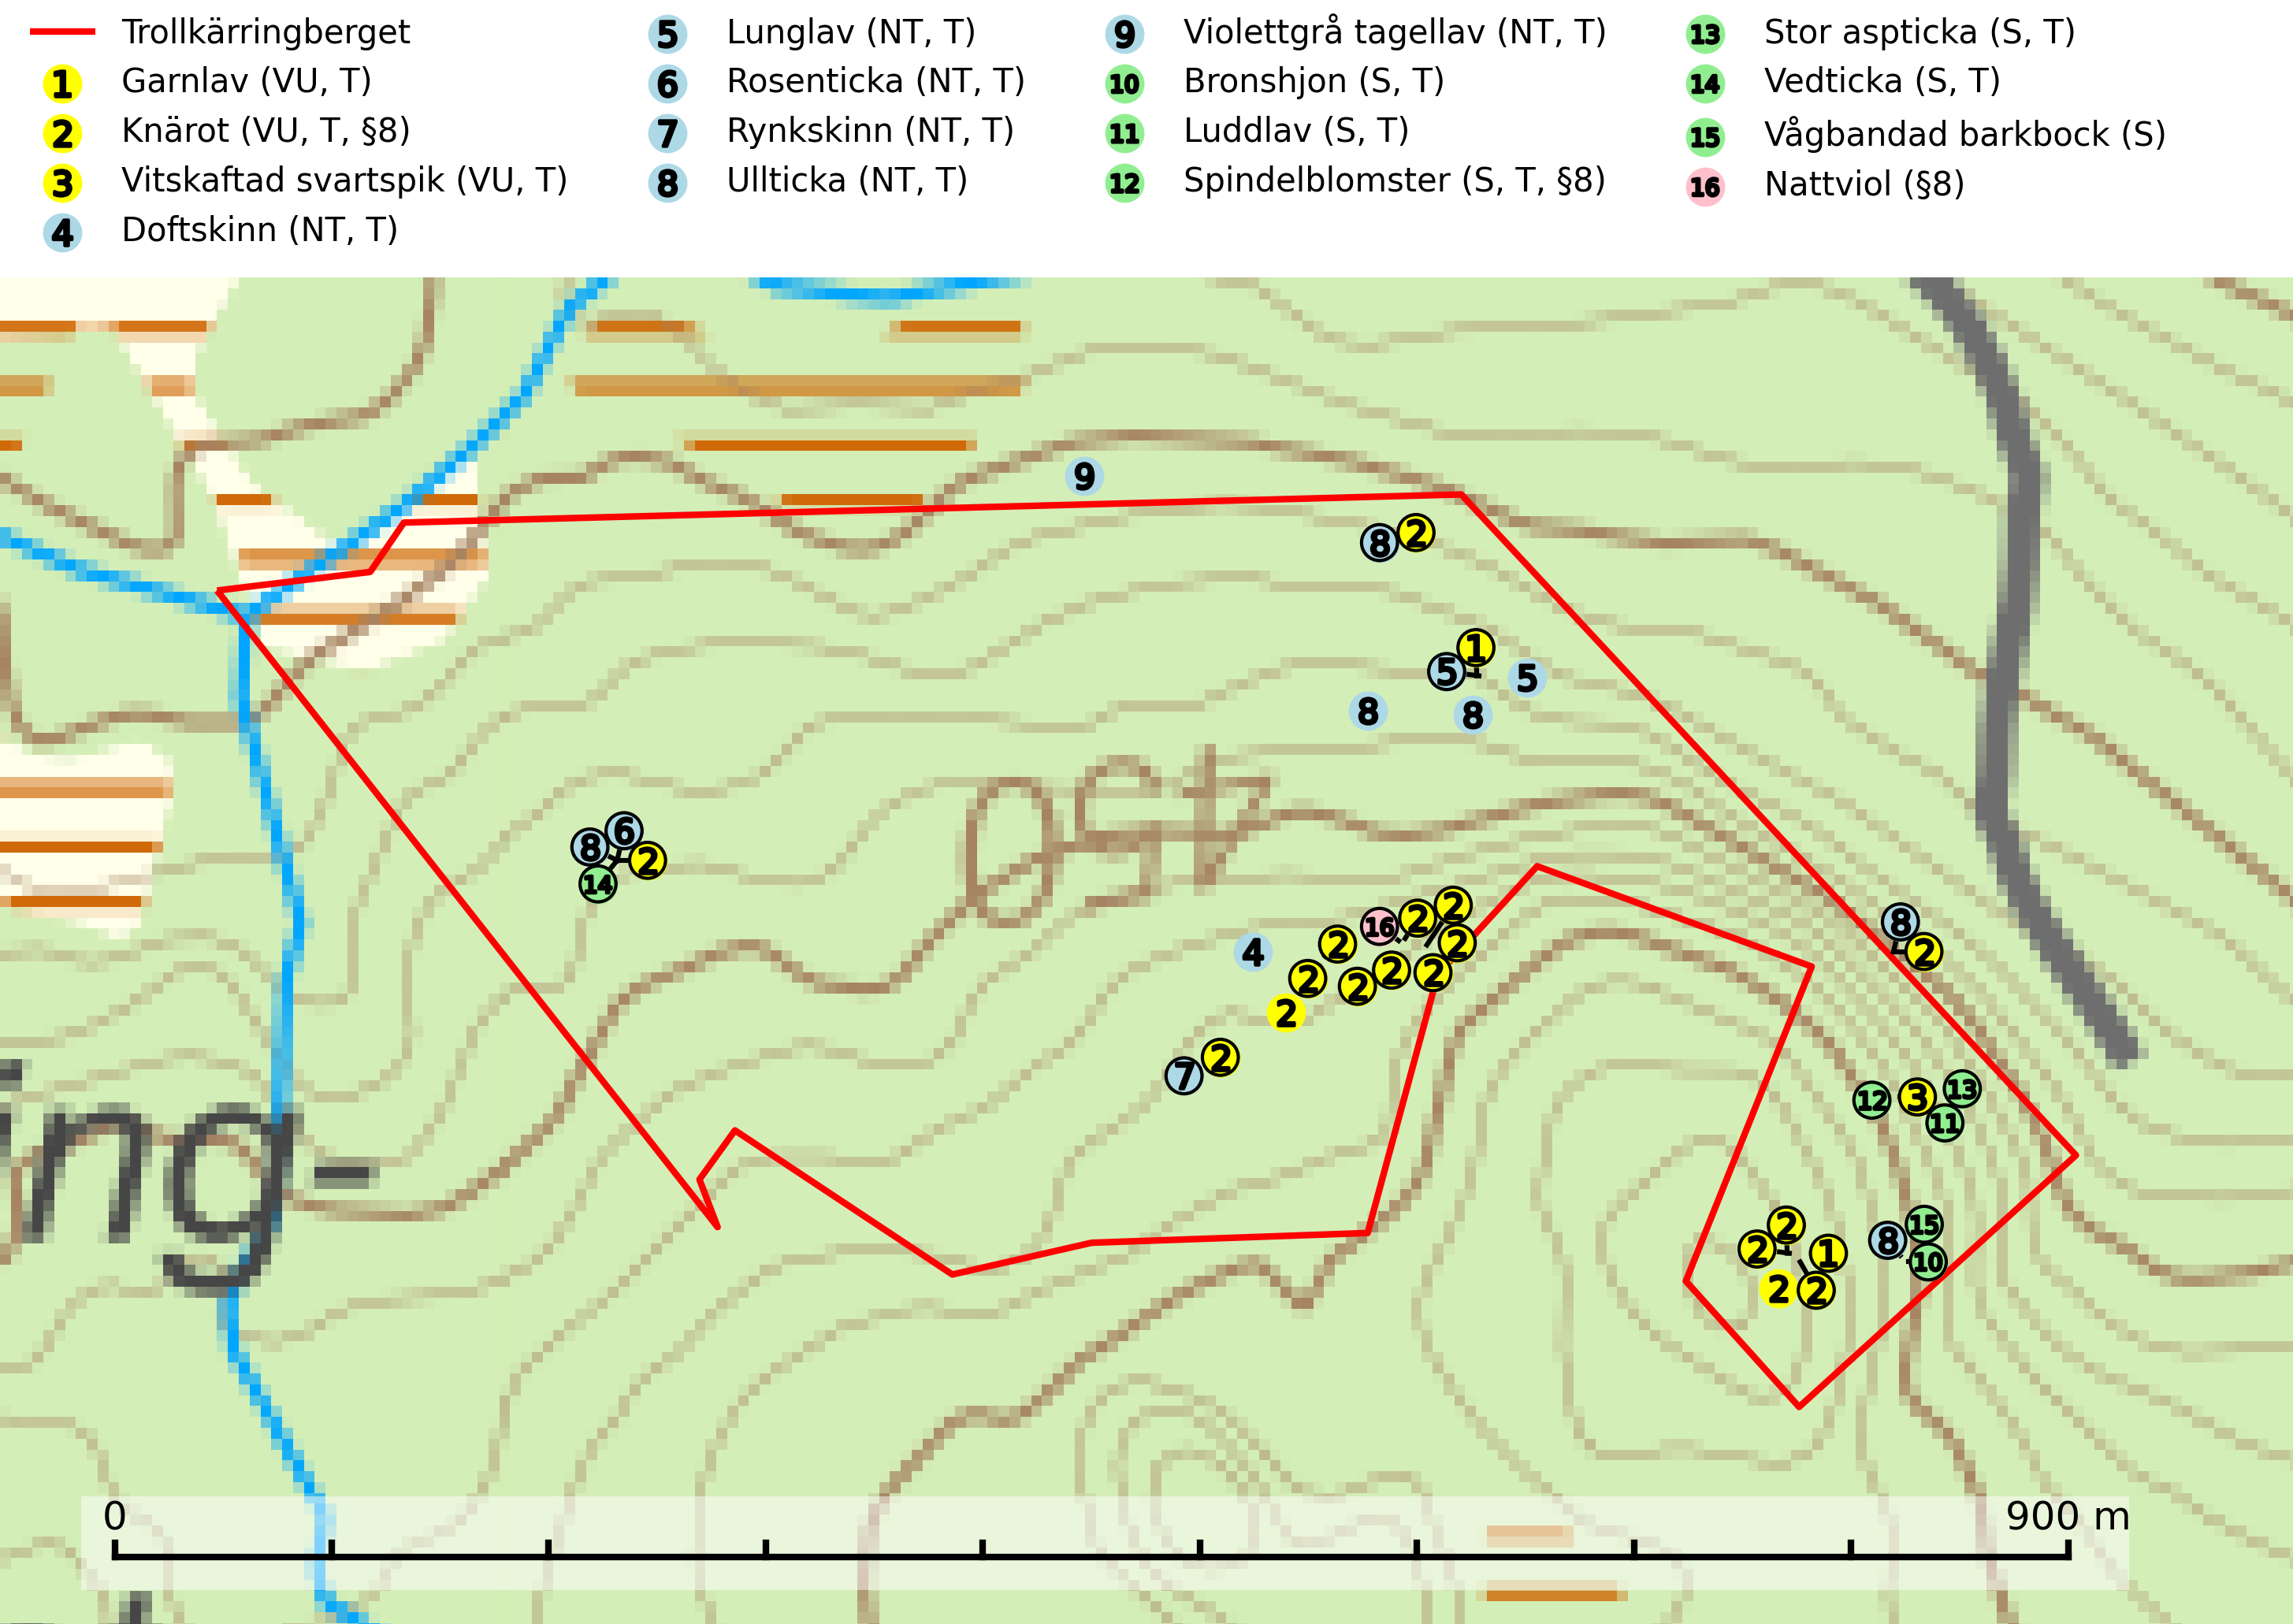 Trollkärringberget
1 Garnlav (VU, T)
2 Knärot (VU, T, §8)
3 Vitskaftad svartspik (VU, T)
4 Doftskinn (NT, T)
5 Lunglav (NT, T)
6 Rosenticka (NT, T)
7 Rynkskinn (NT, T)
8 Ullticka (NT, T)
9 Violettgrå tagellav (NT, T)
10 Bronshjon (S, T)
11 Luddlav (S, T)
12 Spindelblomster (S, T, §8)
13 Stor aspticka (S, T)
14 Vedticka (S, T)
15 Vågbandad barkbock (S)
16 Nattviol (§8)
9
8 2
1
5 5
8 8
6
8 2
14
2
16 2
2 2
4
2 2 2 2
2
2
7
8
2
13
12 3
11
2 15
2 1 8
10
2 2
ing-
0 900 m